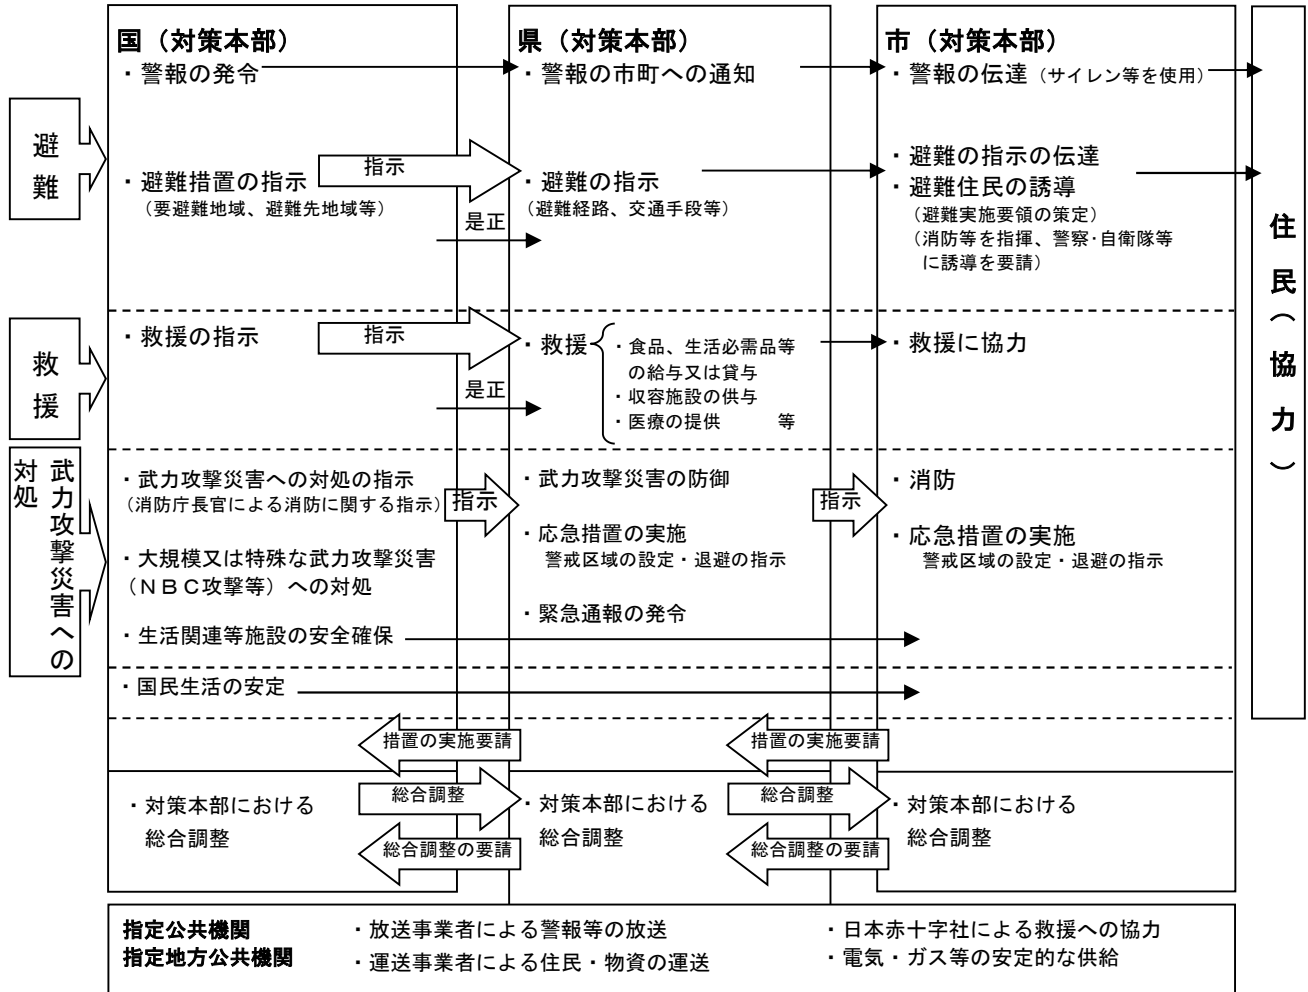 国（対策本部）
・警報の発令
県（対策本部）
・警報の市町への通知
市（対策本部）
・警報の伝達（サイレン等を使用）
避難
・避難措置の指示
（要避難地域、避難先地域等）
指示
是正
・避難の指示
（避難経路、交通手段等）
・避難の指示の伝達
・避難住民の誘導
（避難実施要領の策定）
（消防等を指揮、警察･自衛隊等
に誘導を要請）
住民（協力）
救援
・救援の指示
指示
是正
・救援
・食品、生活必需品等
の給与又は貸与
・収容施設の供与
・医療の提供　　　等
・救援に協力
武力攻撃災害への
対処
・武力攻撃災害への対処の指示
（消防庁長官による消防に関する指示）
・大規模又は特殊な武力攻撃災害
（ＮＢＣ攻撃等）への対処
・生活関連等施設の安全確保
指示
・武力攻撃災害の防御
・応急措置の実施
警戒区域の設定・退避の指示
・緊急通報の発令
指示
・消防
・応急措置の実施
警戒区域の設定・退避の指示
・国民生活の安定
措置の実施要請
措置の実施要請
・対策本部における
総合調整
総合調整
総合調整の要請
・対策本部における
総合調整
総合調整
総合調整の要請
・対策本部における
総合調整
指定公共機関
指定地方公共機関
・放送事業者による警報等の放送
・運送事業者による住民・物資の運送
・日本赤十字社による救援への協力
・電気・ガス等の安定的な供給